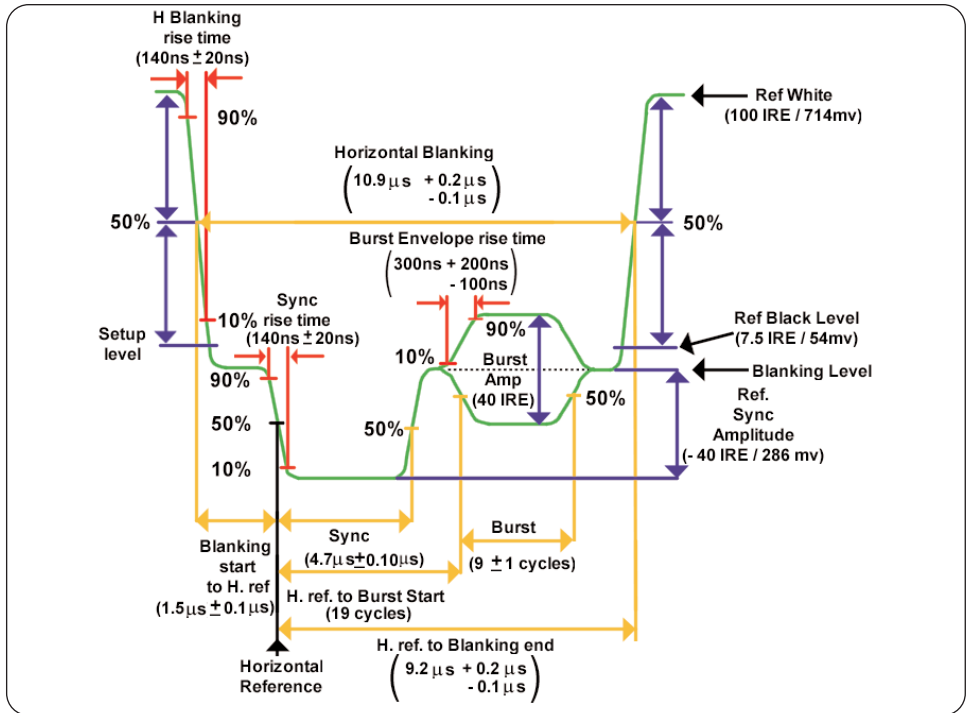 H Blanking
rise time
(140ns ± 20ns)
90%
Ref White
(100 IRE / 714mv)
Horizontal Blanking
(10.9 µs + 0.2 µs
- 0.1 µs)
50%
50%
Burst Envelope rise time
(300ns + 200ns
- 100ns)
10%
Setup
level
Sync
rise time
(140ns ± 20ns)
90%
10%
Ref Black Level
(7.5 IRE / 54mv)
Blanking Level
Burst
Amp
(40 IRE)
90%
50%
50%
50%
10%
Ref.
Sync
Amplitude
(- 40 IRE / 286 mv)
Blanking
start
to H. ref
(1.5 µs ± 0.1 µs)
Sync
(4.7µs±0.10µs)
Burst
(9 ±1 cycles)
H. ref. to Burst Start
(19 cycles)
H. ref. to Blanking end
(9.2 µs + 0.2 µs
- 0.1 µs)
Horizontal
Reference